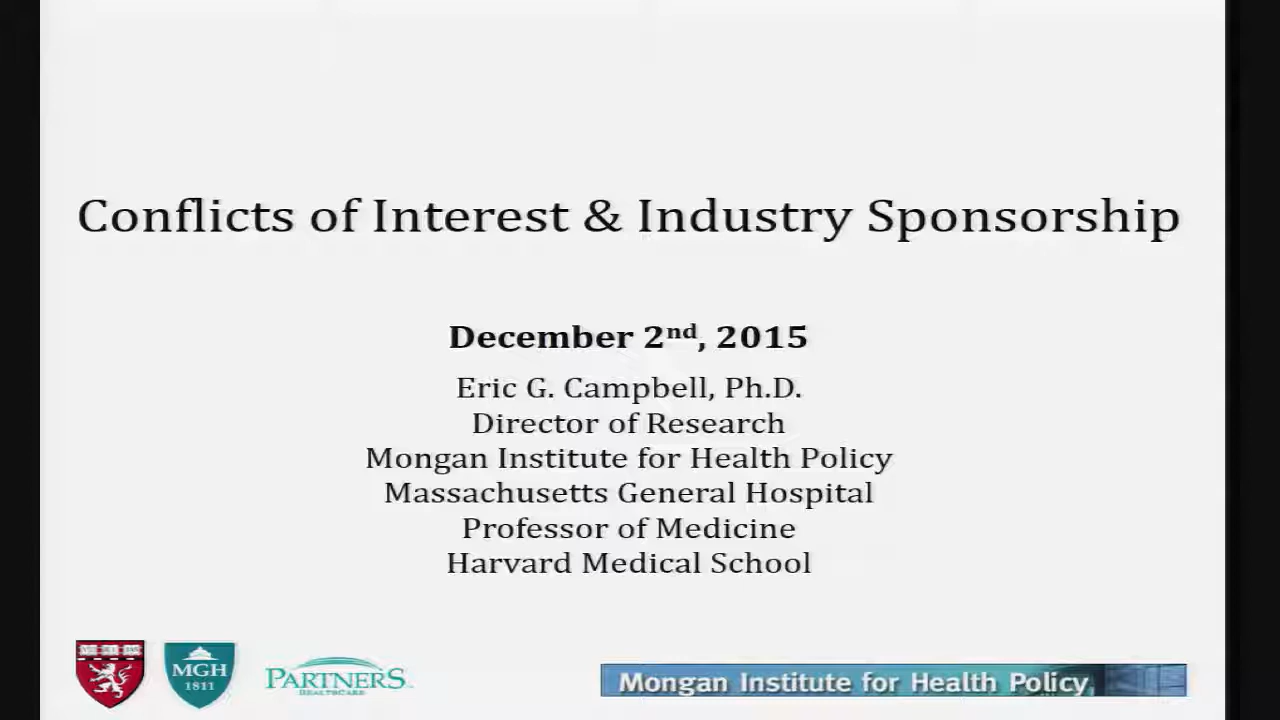 Conflicts of Interest & Industry Sponsorship
December 2nd, 2015
Eric G. Campbell, Ph.D.
Director of Research
Mongan Institute for Health Policy
Massachusetts General Hospital
Professor of Medicine
Harvard Medical School
MGH
1811
PARTNERS
HEALTHCARE
Mongan Institute for Health Policy